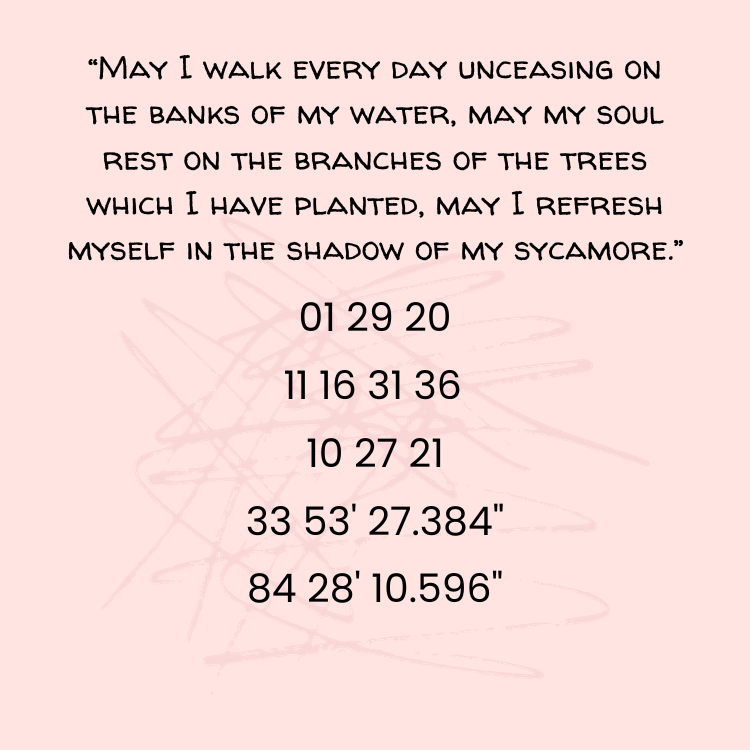 “May I walk every day unceasing on
the banks of my water, may my soul
rest on the branches of the trees
which I have planted, may I refresh
myself in the shadow of my sycamore.”
01 29 20
11 16 31 36
10 27 21
33 53' 27.384"
84 28' 10.596"